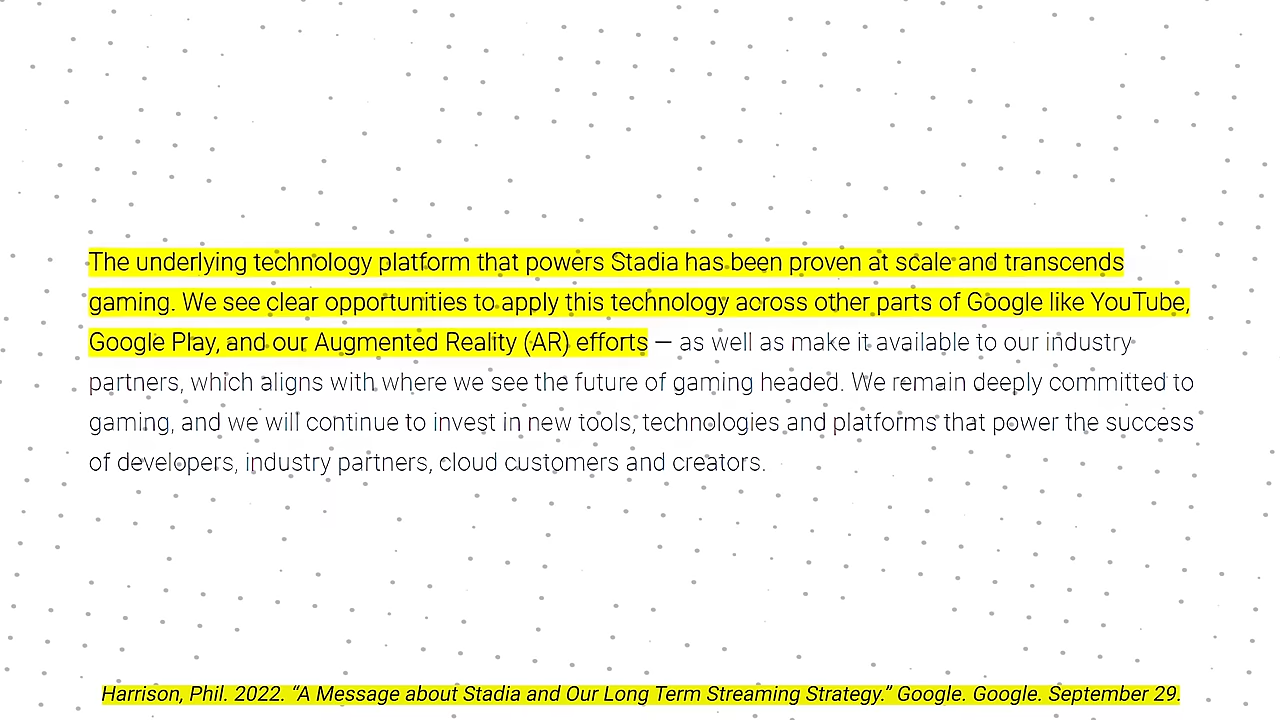 The underlying technology platform that powers Stadia has been proven at scale and transcends
gaming. We see clear opportunities to apply this technology across other parts of Google like YouTube,
Google Play, and our Augmented Reality (AR) efforts — as well as make it available to our industry
partners, which aligns with where we see the future of gaming headed. We remain deeply committed to
gaming, and we will continue to invest in new tools, technologies and platforms that power the success
of developers, industry partners, cloud customers and creators.
Harrison, Phil. 2022. “A Message about Stadia and Our Long Term Streaming Strategy.” Google. Google. September 29.